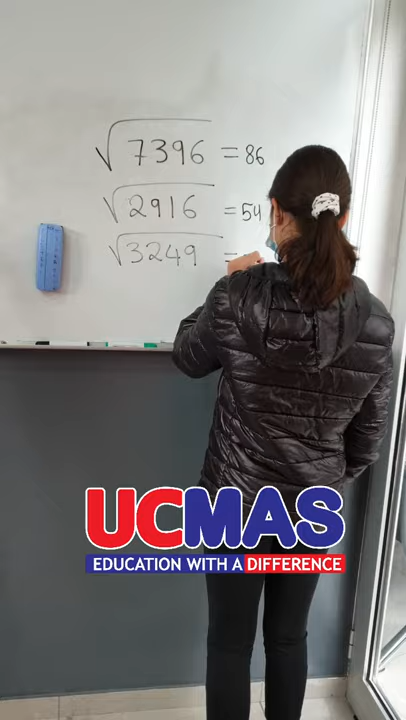 √7396 = 86
√2916 = 54
√3249 =
UCMAS
EDUCATION WITH A DIFFERENCE